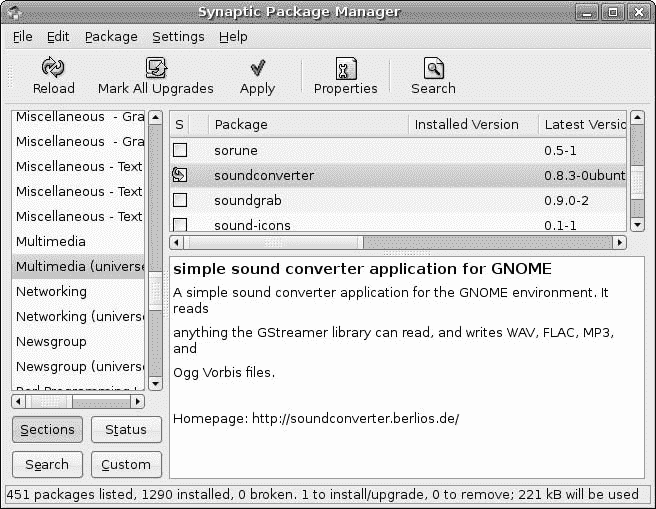 Synaptic Package Manager
File Edit Package Settings Help
Reload Mark All Upgrades Apply Properties Search
Miscellaneous - Gra
Miscellaneous - Gra
Miscellaneous - Text
Miscellaneous - Text
Miscellaneous - Text
Multimedia
Multimedia (universe
Networking
Networking (universe
Newsgroup
Newsgroup (universe
Sections Status
Search Custom
S Package Installed Version Latest Versio
sorune 0.5-1
soundconverter 0.8.3-0ubunt
soundgrab 0.9.0-2
sound-icons 0.1-1
simple sound converter application for GNOME
A simple sound converter application for the GNOME environment. It
reads
anything the GStreamer library can read, and writes WAV, FLAC, MP3,
and
Ogg Vorbis files.
Homepage: http://soundconverter.berlios.de/
451 packages listed, 1290 installed, 0 broken. 1 to install/upgrade, 0 to remove; 221 kB will be used